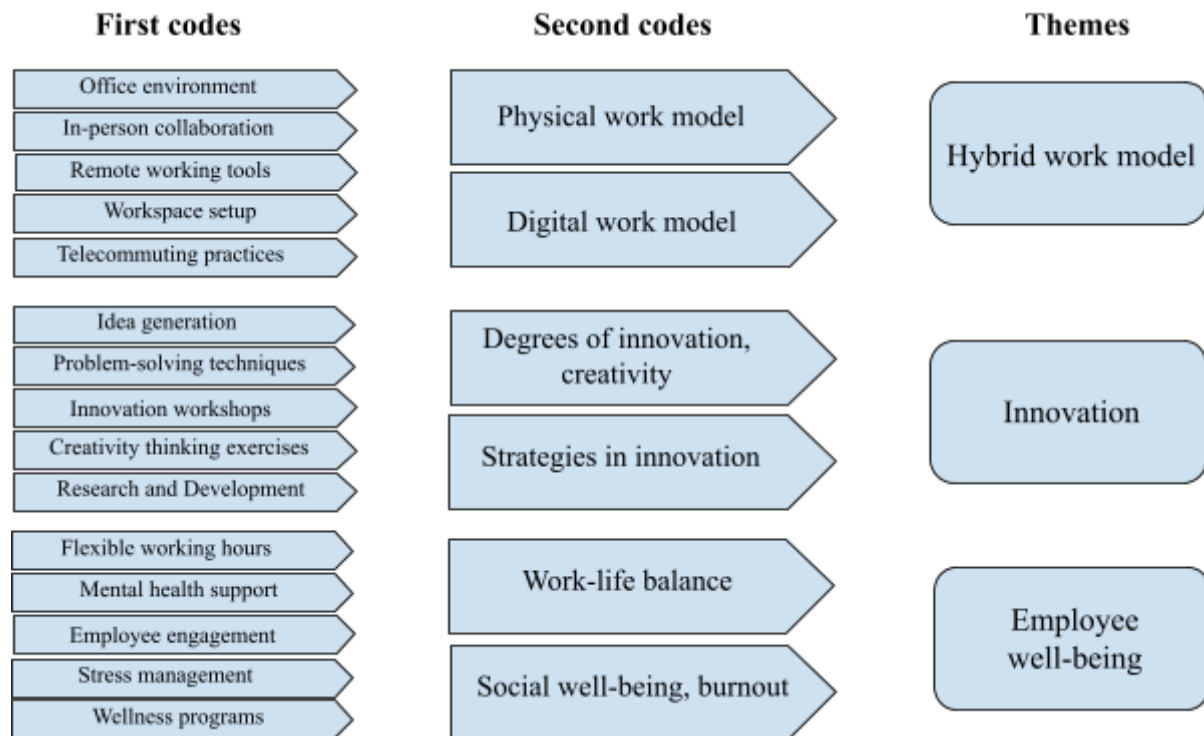 First codes
Second codes
Themes
Office environment
In-person collaboration
Remote working tools
Workspace setup
Telecommuting practices
Physical work model
Digital work model
Hybrid work model
Idea generation
Problem-solving techniques
Innovation workshops
Creativity thinking exercises
Research and Development
Degrees of innovation,
creativity
Strategies in innovation
Innovation
Flexible working hours
Mental health support
Employee engagement
Stress management
Wellness programs
Work-life balance
Social well-being, burnout
Employee
well-being